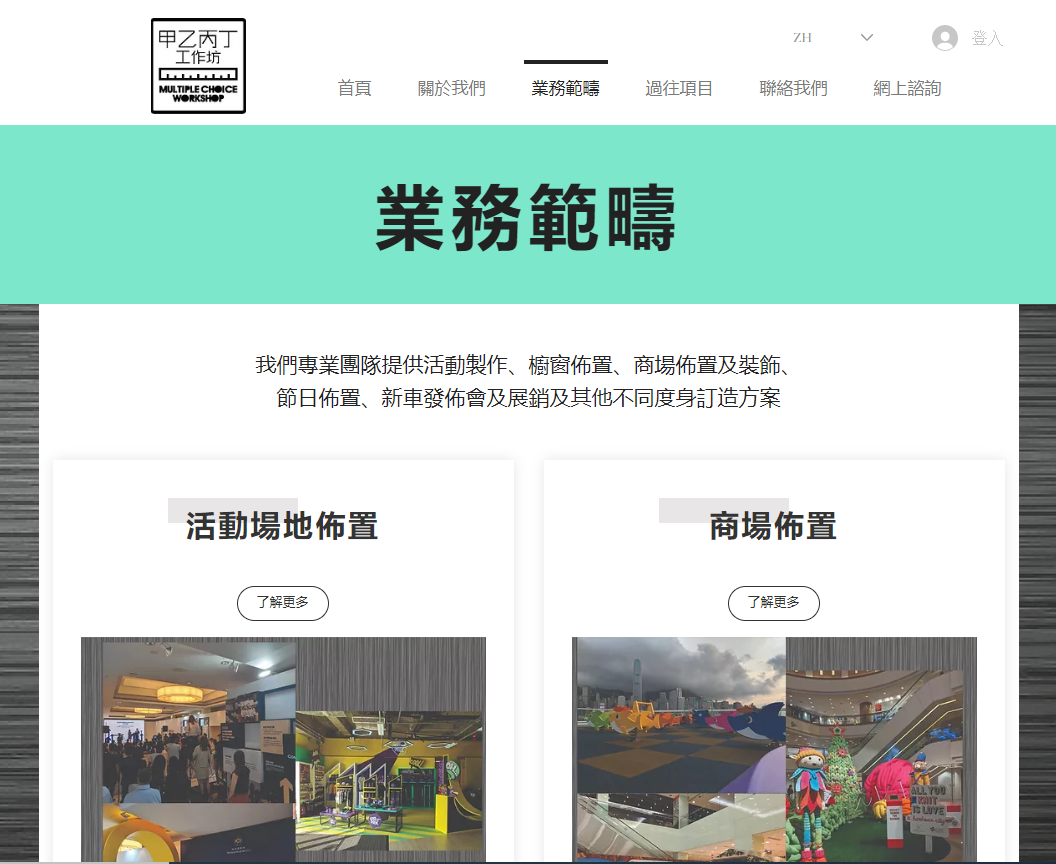 甲乙丙丁
工作坊
MULTIPLE CHOICE
WORKSHOP
ZH
登入
首頁
關於我們
業務範疇
過往項目
聯絡我們
網上諮詢
業務範疇
我們專業團隊提供活動製作、櫥窗佈置、商場佈置及裝飾、
節日佈置、新車發佈會及展銷及其他不同度身訂造方案
活動場地佈置
商場佈置
了解更多
了解更多
ALL YOU
KNIT
IS LOVE